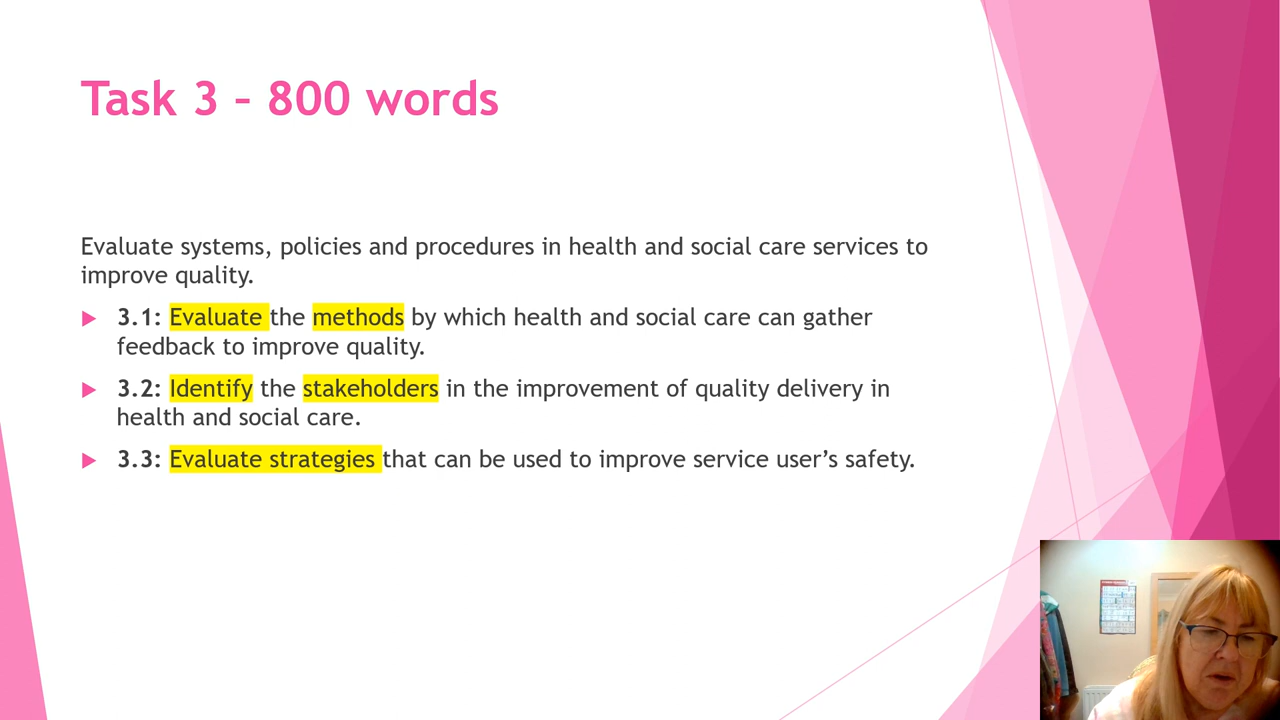 Task 3 – 800 words
Evaluate systems, policies and procedures in health and social care services to
improve quality.
3.1: Evaluate the methods by which health and social care can gather
feedback to improve quality.
3.2: Identify the stakeholders in the improvement of quality delivery in
health and social care.
3.3: Evaluate strategies that can be used to improve service user’s safety.